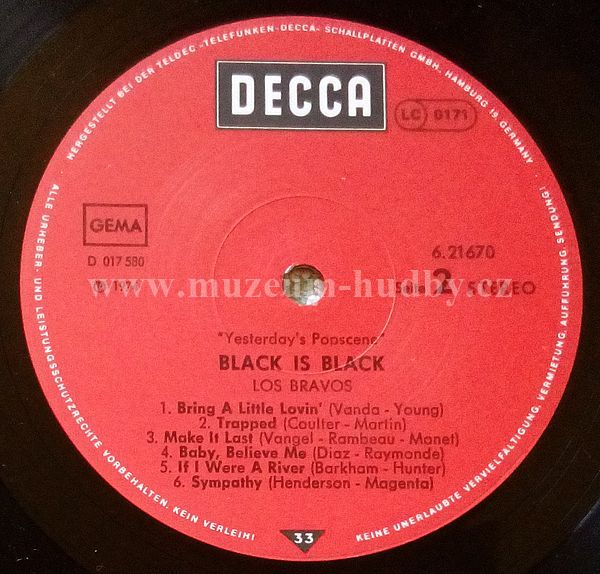 HERGESTELLT BEI DER TELDEC »TELEFUNKEN-DECCA« SCHALLPLATTEN GMBH, HAMBURG 19 GERMANY
DECCA
LC 0171
GEMA
D 017 580
6.21670
2 STEREO
www.muzeum-hudby.cz
"Yesterday's Popscene"
BLACK IS BLACK
LOS BRAVOS
1. Bring A Little Lovin' (Vanda - Young)
2. Trapped (Coulter - Martin)
3. Make It Last (Vangel - Rambeau - Monet)
4. Baby, Believe Me (Diaz - Raymonde)
5. If I Were A River (Barkham - Hunter)
6. Sympathy (Henderson - Magenta)
33
ALLE URHEBER- UND LEISTUNGSSCHUTZRECHTE VORBEHALTEN. KEIN VERLEIH!
KEINE UNERLAUBTE VERVIELFÄLTIGUNG, VERMIETUNG, AUFFÜHRUNG, SENDUNG!